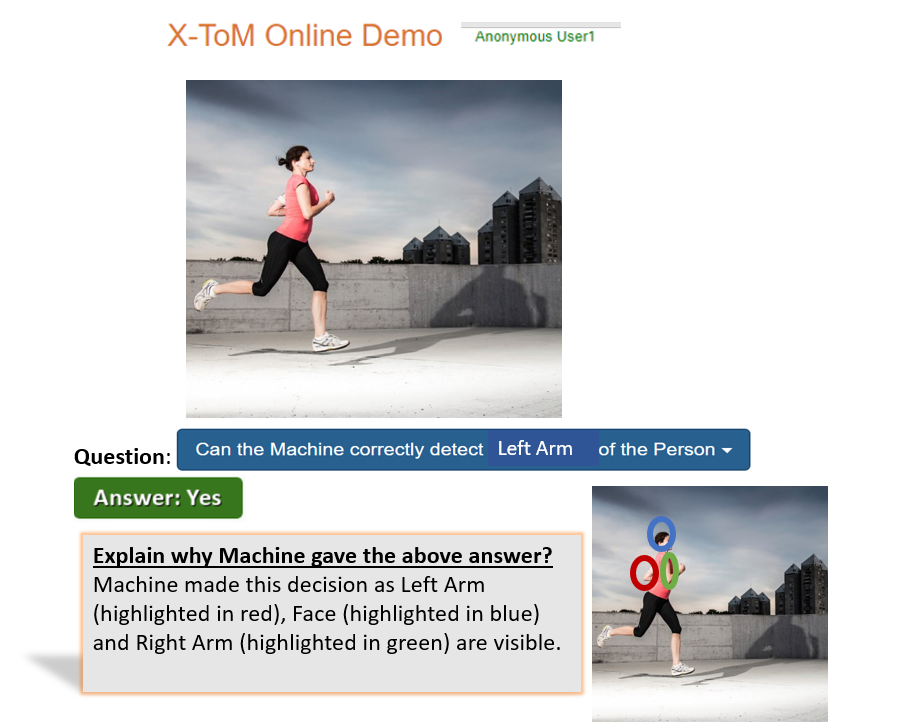 X-ToM Online Demo
Anonymous User1
Question: Can the Machine correctly detect Left Arm of the Person
Answer: Yes
Explain why Machine gave the above answer?
Machine made this decision as Left Arm
(highlighted in red), Face (highlighted in blue)
and Right Arm (highlighted in green) are visible.